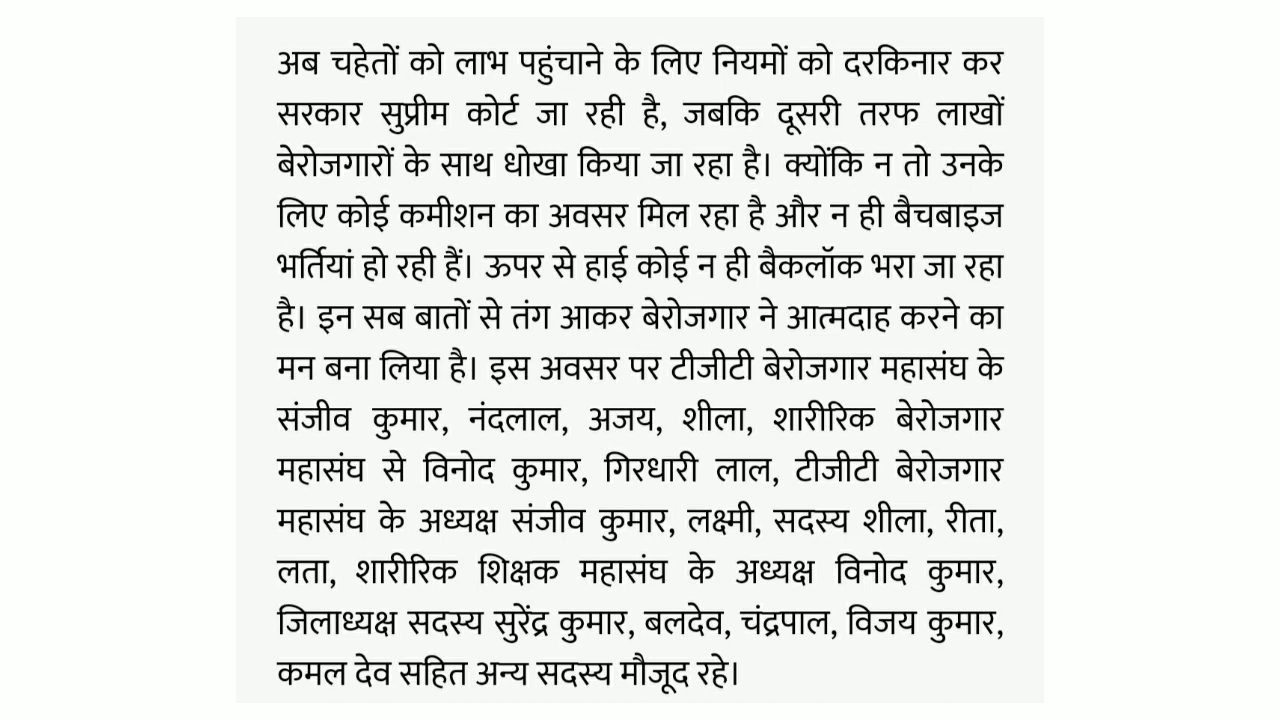 अब चहेतों को लाभ पहुंचाने के लिए नियमों को दरकिनार कर
सरकार सुप्रीम कोर्ट जा रही है, जबकि दूसरी तरफ लाखों
बेरोजगारों के साथ धोखा किया जा रहा है। क्योंकि न तो उनके
लिए कोई कमीशन का अवसर मिल रहा है और न ही बैचबाइज
भर्तियां हो रही हैं। ऊपर से हाई कोई न ही बैकलॉक भरा जा रहा
है। इन सब बातों से तंग आकर बेरोजगार ने आत्मदाह करने का
मन बना लिया है। इस अवसर पर टीजीटी बेरोजगार महासंघ के
संजीव कुमार, नंदलाल, अजय, शीला, शारीरिक बेरोजगार
महासंघ से विनोद कुमार, गिरधारी लाल, टीजीटी बेरोजगार
महासंघ के अध्यक्ष संजीव कुमार, लक्ष्मी, सदस्य शीला, रीता,
लता, शारीरिक शिक्षक महासंघ के अध्यक्ष विनोद कुमार,
जिलाध्यक्ष सदस्य सुरेंद्र कुमार, बलदेव, चंद्रपाल, विजय कुमार,
कमल देव सहित अन्य सदस्य मौजूद रहे।